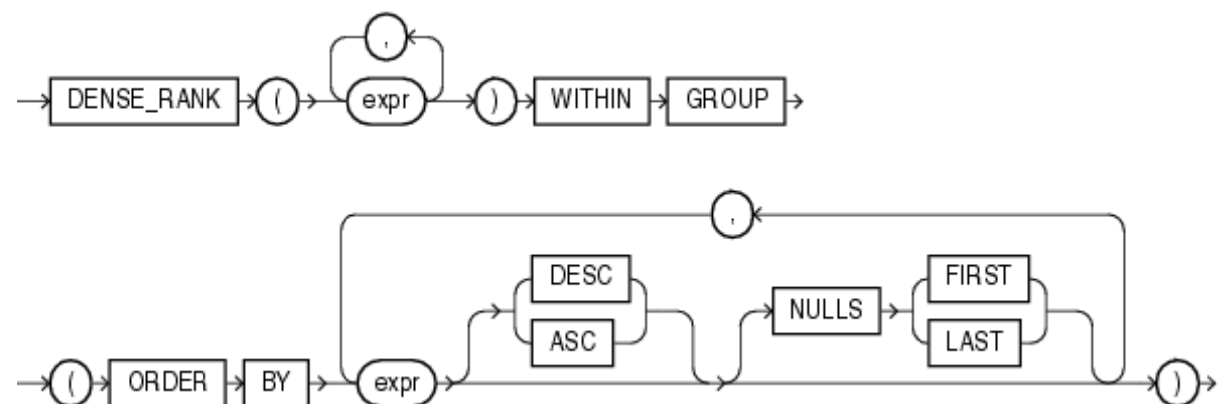 ,
DENSE_RANK ( expr ) WITHIN GROUP
,
DESC FIRST
NULLS
ASC LAST
( ORDER BY expr )